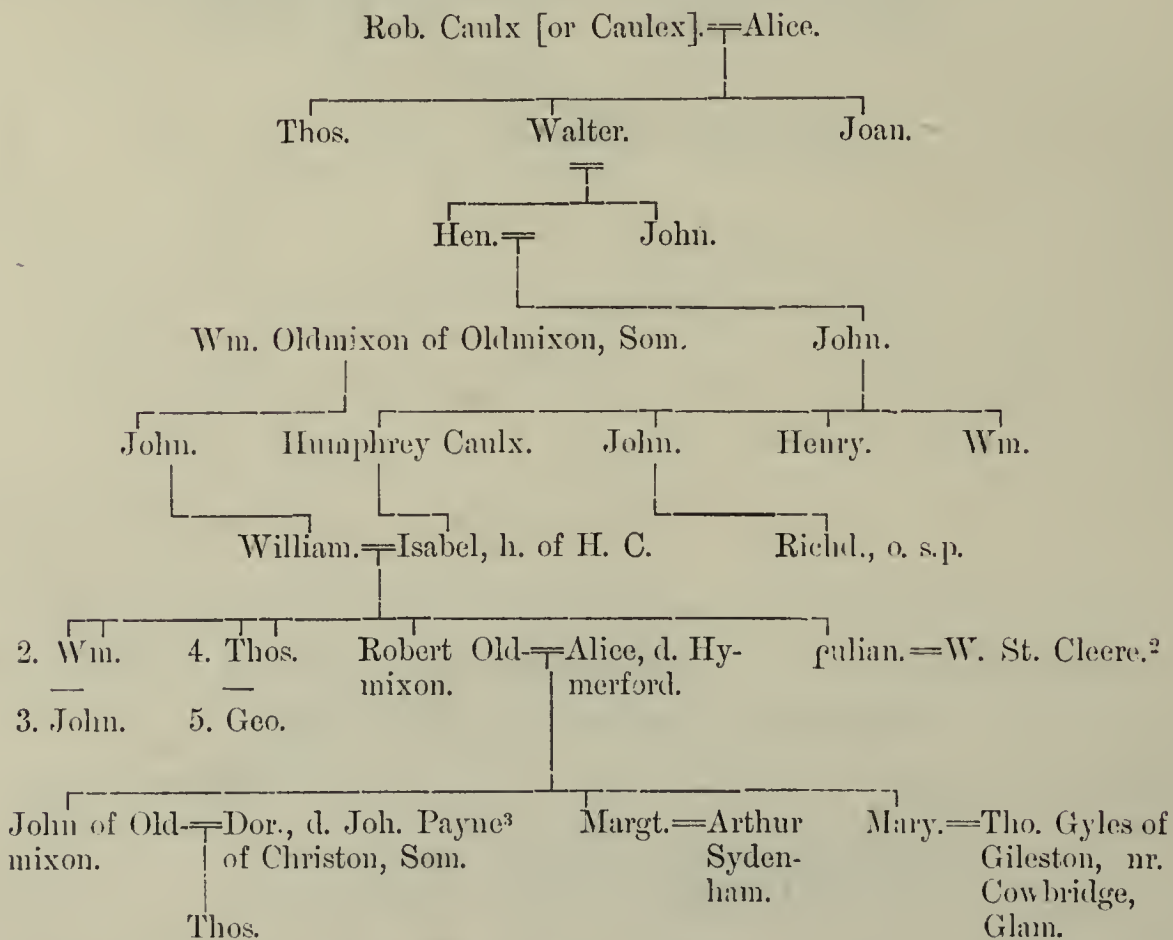 Rob. Caulx [or Caulex].=Alice.
Thos. Walter. Joan.
Hen.= John.
Wm. Oldmixon of Oldmixon, Som. John.
John. Humphrey Caulx. John. Henry. Wm.
William.=Isabel, h. of H. C. Richd., o. s.p.
2. Wm. 4. Thos. Robert Old-=Alice, d. Hy- =W. St. Cleere.²
mixon. merford.
3. John. 5. Geo.
John of Old-=Dor., d. Joh. Payne³ Margt.=Arthur Mary.=Tho. Gyles of
mixon. of Christon, Som. Syden- Gileston, nr.
ham. Cowbridge,
Thos. Glam.